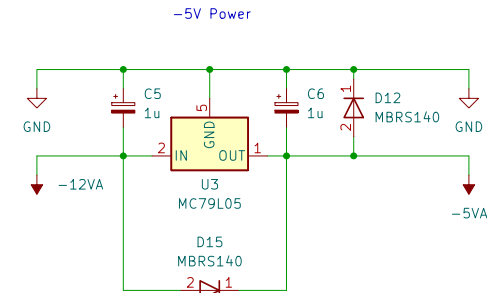 -5V Power
+ C5
1u
5
+ C6
1u
1
2
D12
MBRS140
GND
GND
GND
2 IN OUT 1
-12VA
U3
MC79L05
-5VA
D15
MBRS140
2 1